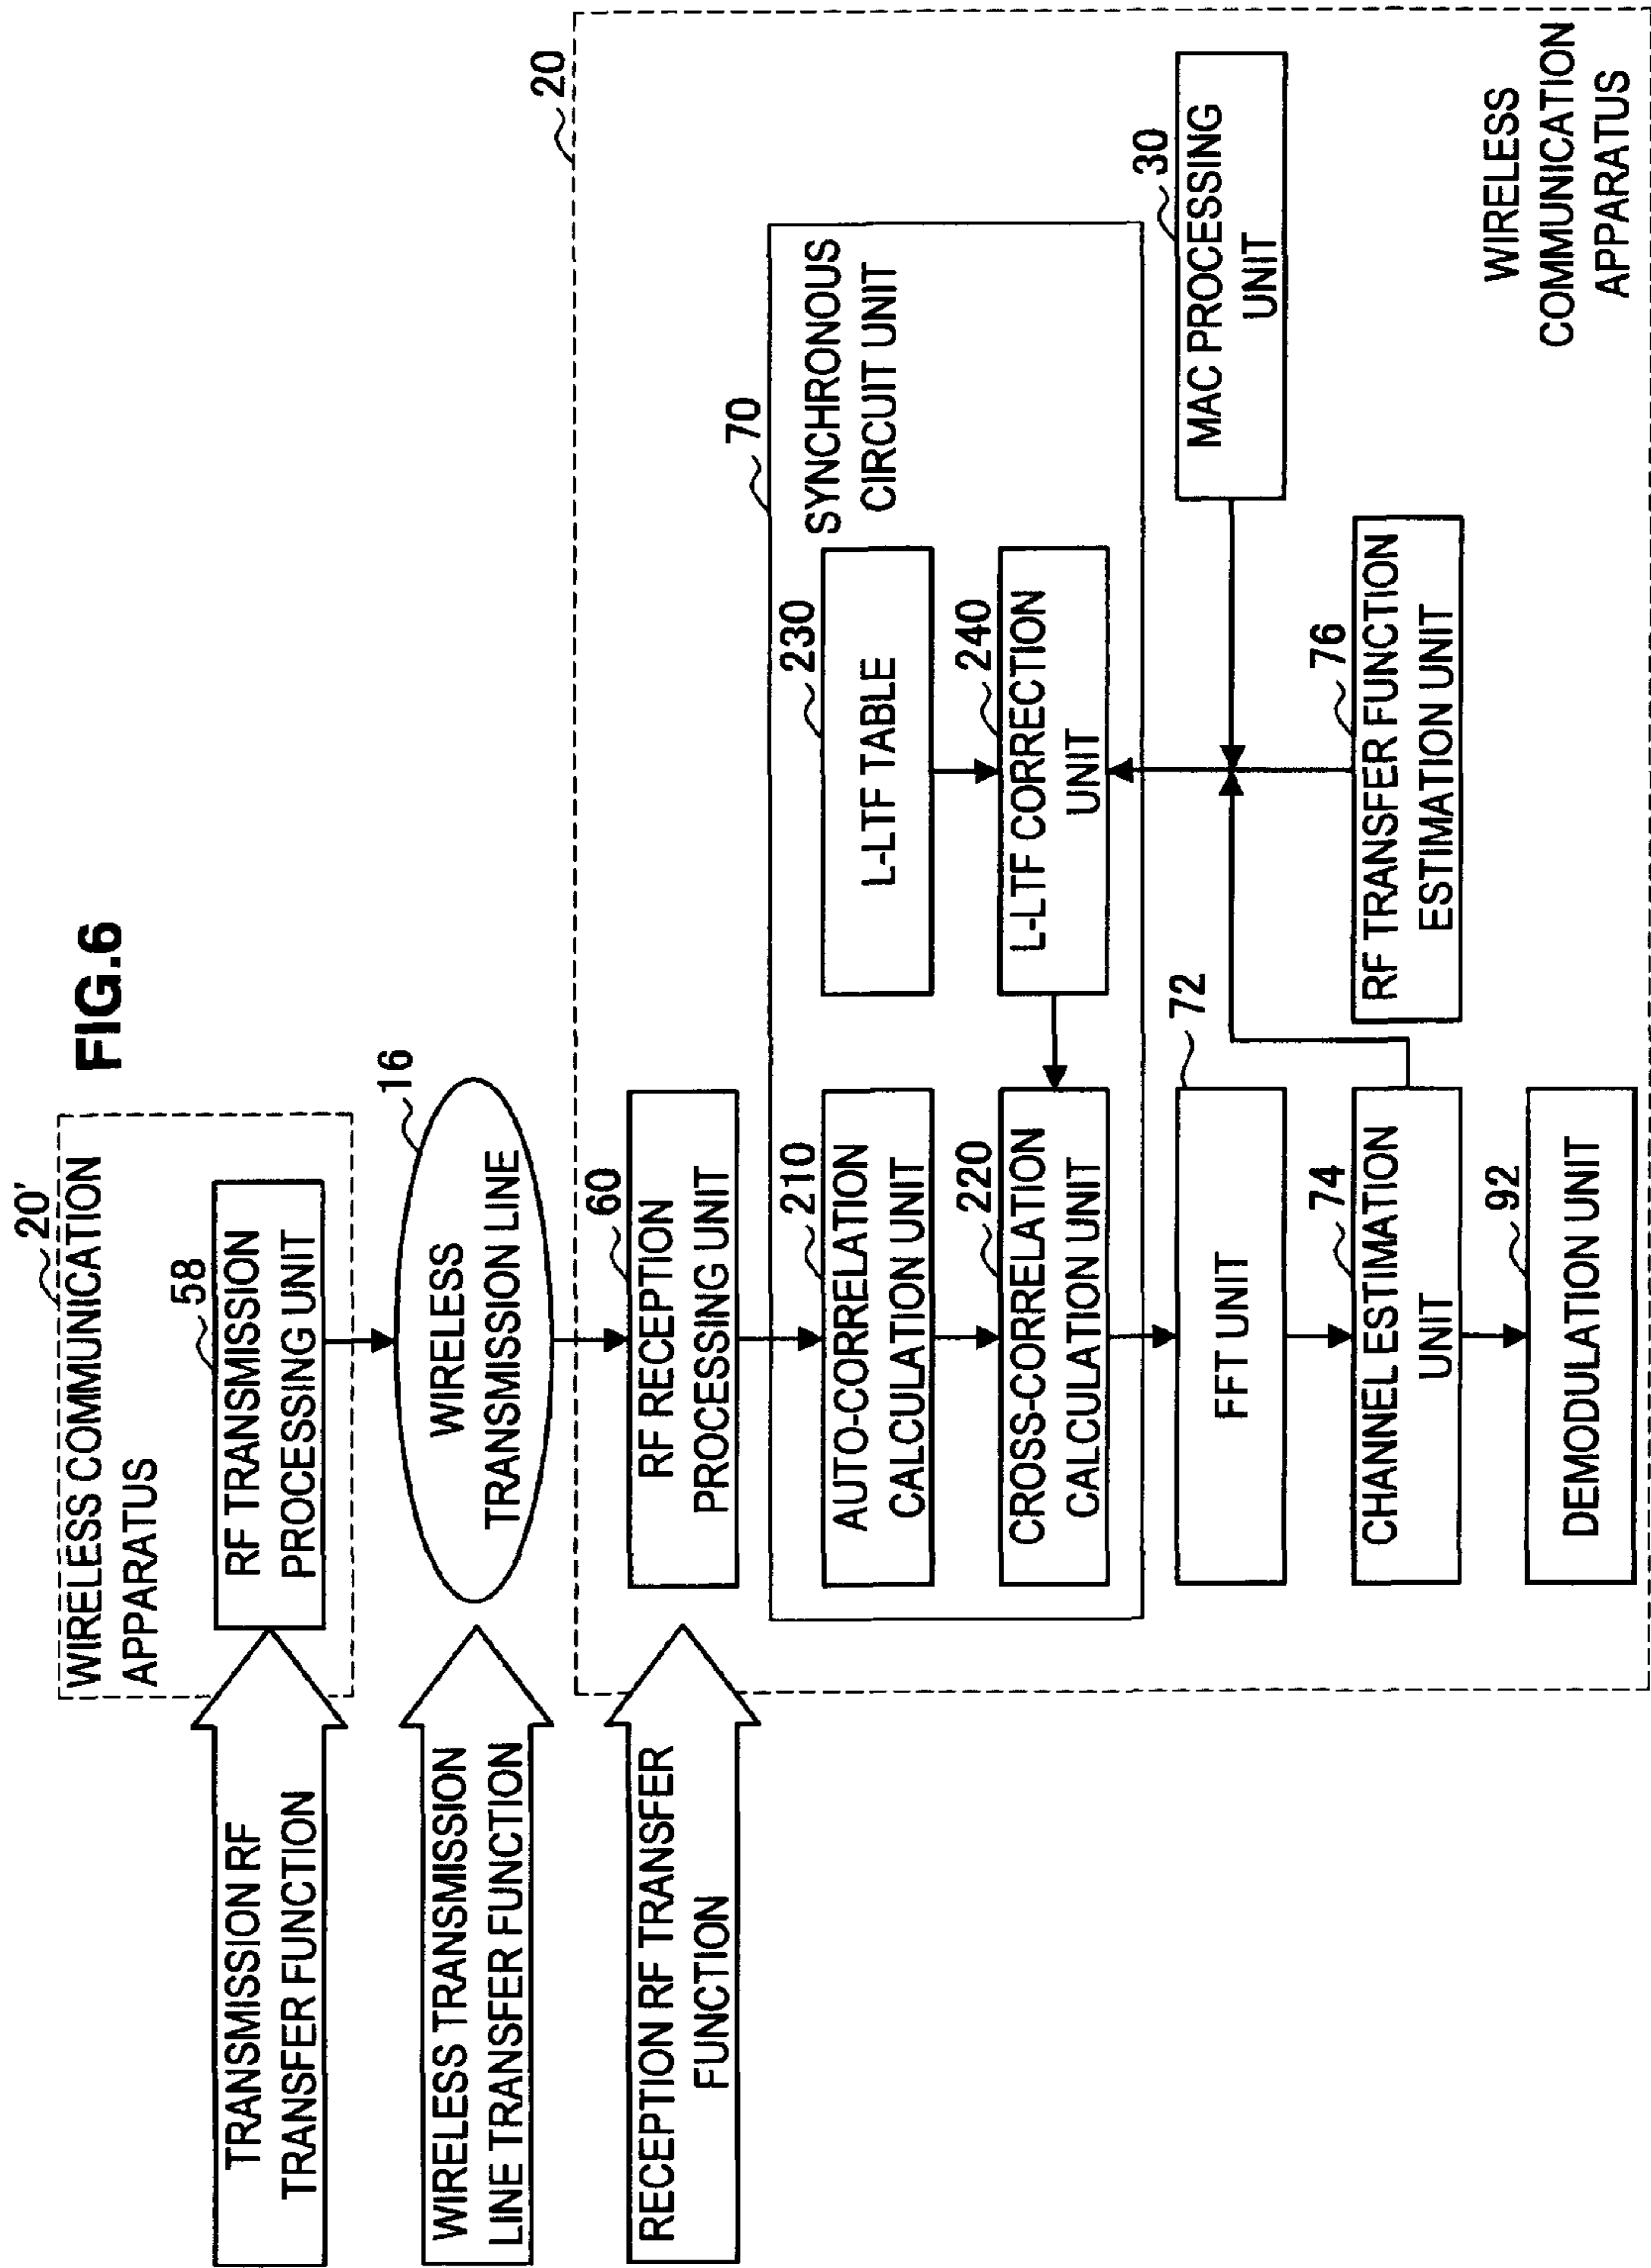 FIG.6
TRANSMISSION RF
TRANSFER FUNCTION
20'
WIRELESS COMMUNICATION
APPARATUS
58
RF TRANSMISSION
PROCESSING UNIT
WIRELESS TRANSMISSION
LINE TRANSFER FUNCTION
16
WIRELESS
TRANSMISSION LINE
RECEPTION RF TRANSFER
FUNCTION
20
60
RF RECEPTION
PROCESSING UNIT
70
SYNCHRONOUS
CIRCUIT UNIT
210
AUTO-CORRELATION
CALCULATION UNIT
230
L-LTF TABLE
220
CROSS-CORRELATION
CALCULATION UNIT
240
L-LTF CORRECTION
UNIT
72
FFT UNIT
30
MAC PROCESSING
UNIT
74
CHANNEL ESTIMATION
UNIT
76
RF TRANSFER FUNCTION
ESTIMATION UNIT
92
DEMODULATION UNIT
WIRELESS
COMMUNICATION
APPARATUS